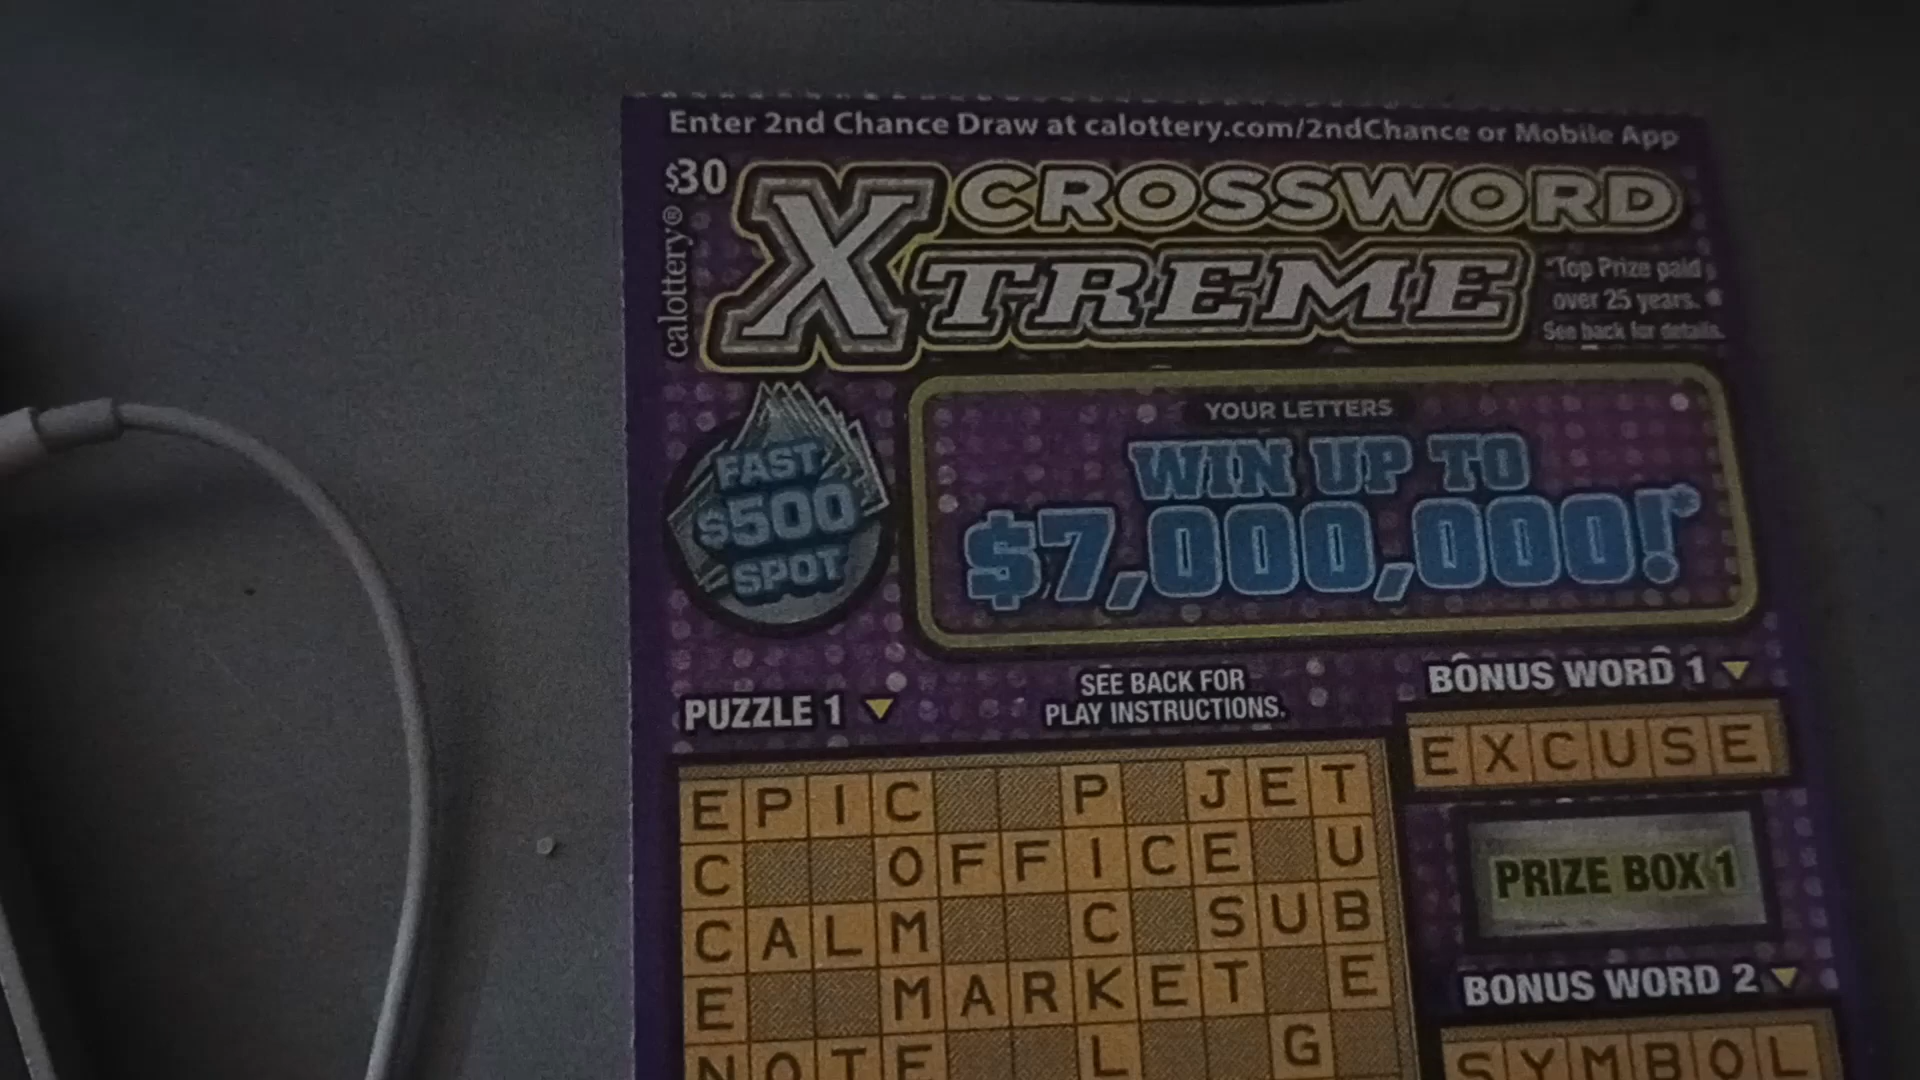 Enter 2nd Chance Draw at calottery.com/2ndChance or Mobile App
$30
calottery®
CROSSWORD
XTREME
*Top Prize paid
over 25 years.
See back for details.
FAST
$500
SPOT
YOUR LETTERS
WIN UP TO
$7,000,000!*
SEE BACK FOR
PLAY INSTRUCTIONS.
PUZZLE 1
BONUS WORD 1
EXCUSE
PRIZE BOX 1
BONUS WORD 2
SYMBOL
EPIC P JET
C OFFICE U
CALM C SUB
E MARKET E
NOTE L G